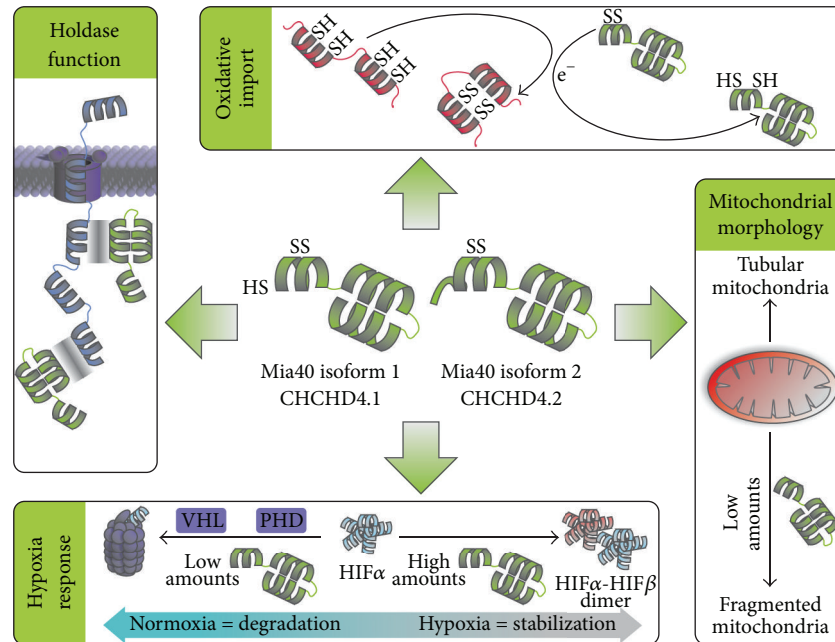 Holdase
function
Oxidative
import
SH
SH
SH
SH
SS
SS
SS
e−
HS SH
Mitochondrial
morphology
Tubular
mitochondria
Low
amounts
Fragmented
mitochondria
SS
HS
SS
Mia40 isoform 1
CHCHD4.1
Mia40 isoform 2
CHCHD4.2
Hypoxia
response
VHL
PHD
Low
amounts
HIFα
High
amounts
HIFα-HIFβ
dimer
Normoxia = degradation
Hypoxia = stabilization